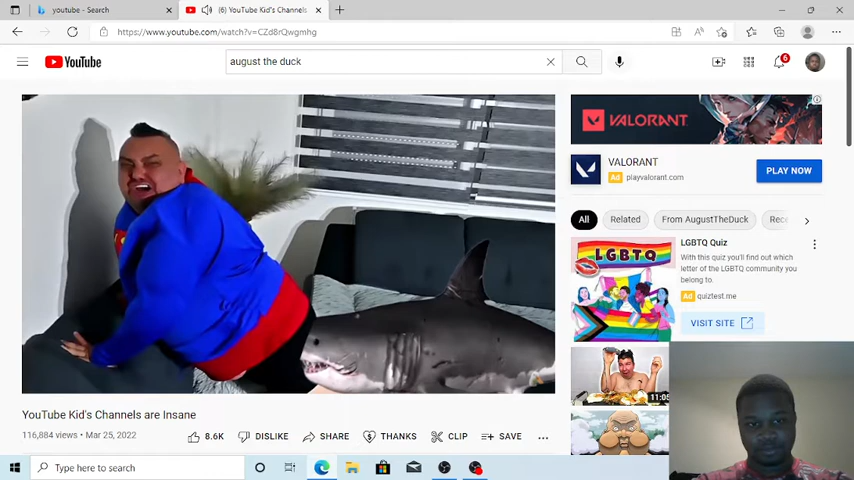 youtube - Search
(6) YouTube Kid's Channels
https://www.youtube.com/watch?v=CZd8rQwgmhg
6
YouTube
august the duck
VALORANT
VALORANT
Ad playvalorant.com
PLAY NOW
All
Related
From AugustTheDuck
Rece
LGBTQ
LGBTQ Quiz
With this quiz you'll find out which
letter of the LGBTQ community you
belong to.
Ad quiztest.me
VISIT SITE
11:05
YouTube Kid's Channels are Insane
116,884 views • Mar 25, 2022
8.6K
DISLIKE
SHARE
THANKS
CLIP
SAVE
Type here to search